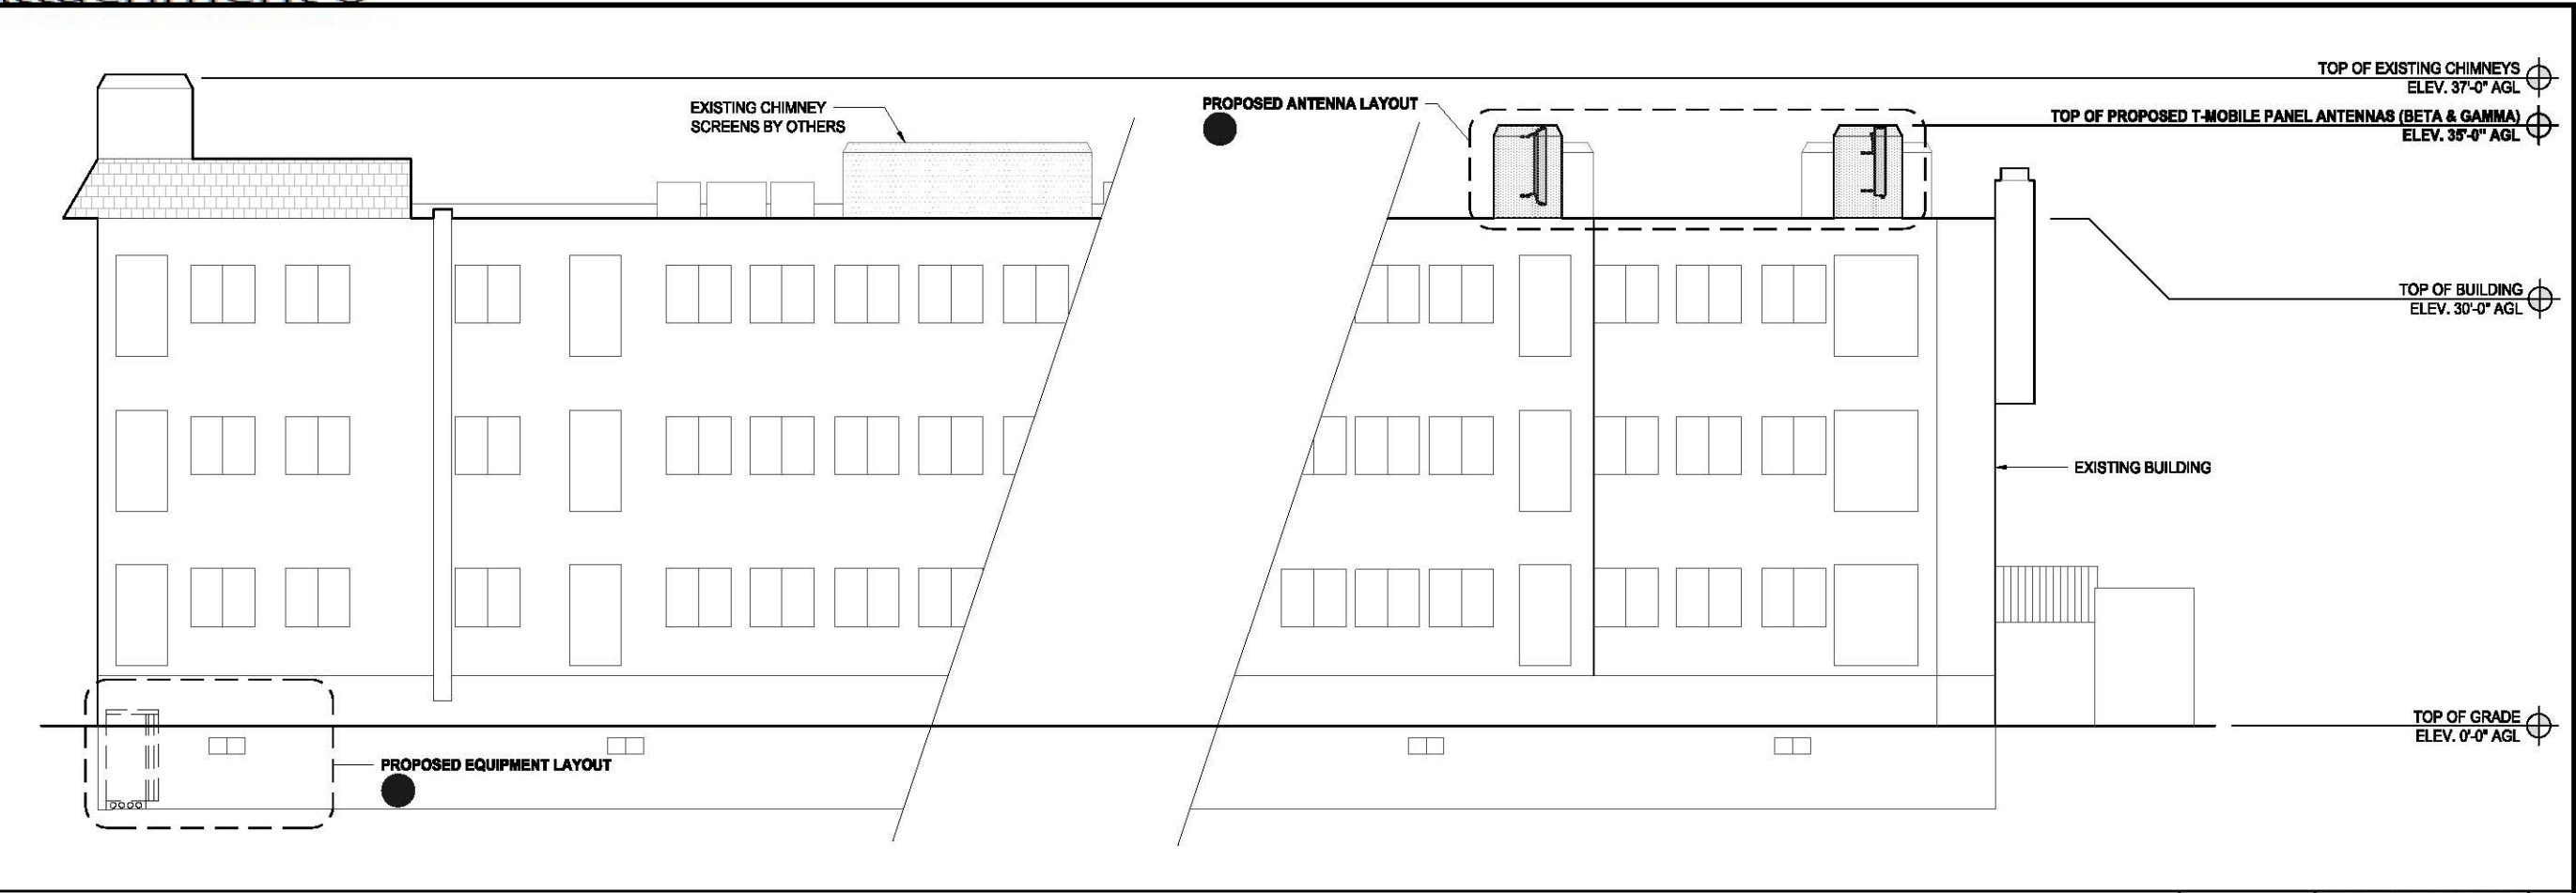 TOP OF EXISTING CHIMNEYS
ELEV. 37'-0" AGL
EXISTING CHIMNEY
SCREENS BY OTHERS
PROPOSED ANTENNA LAYOUT
TOP OF PROPOSED T-MOBILE PANEL ANTENNAS (BETA & GAMMA)
ELEV. 35'-0" AGL
TOP OF BUILDING
ELEV. 30'-0" AGL
EXISTING BUILDING
TOP OF GRADE
ELEV. 0'-0" AGL
PROPOSED EQUIPMENT LAYOUT